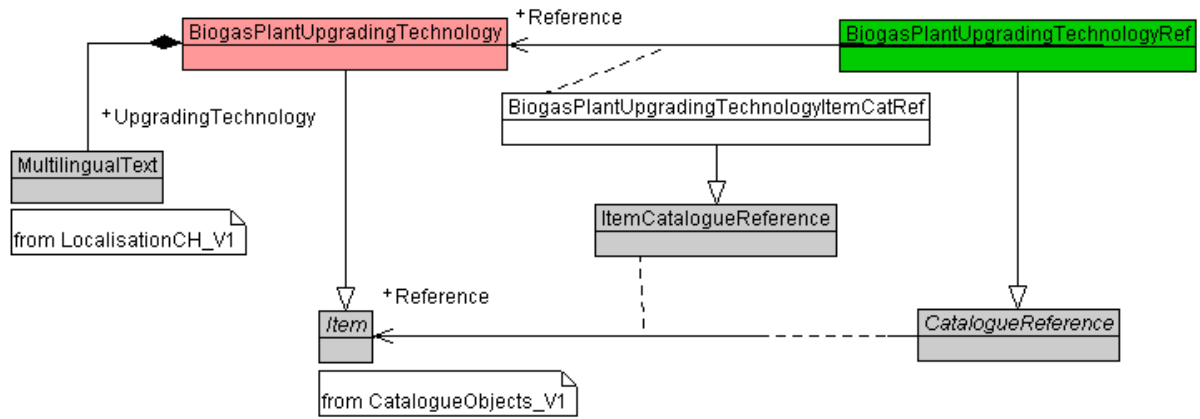 +Reference
BiogasPlantUpgradingTechnology
BiogasPlantUpgradingTechnologyRef
BiogasPlantUpgradingTechnologyItemCatRef
+UpgradingTechnology
MultilingualText
ItemCatalogueReference
from LocalisationCH_V1
+Reference
Item
CatalogueReference
from CatalogueObjects_V1